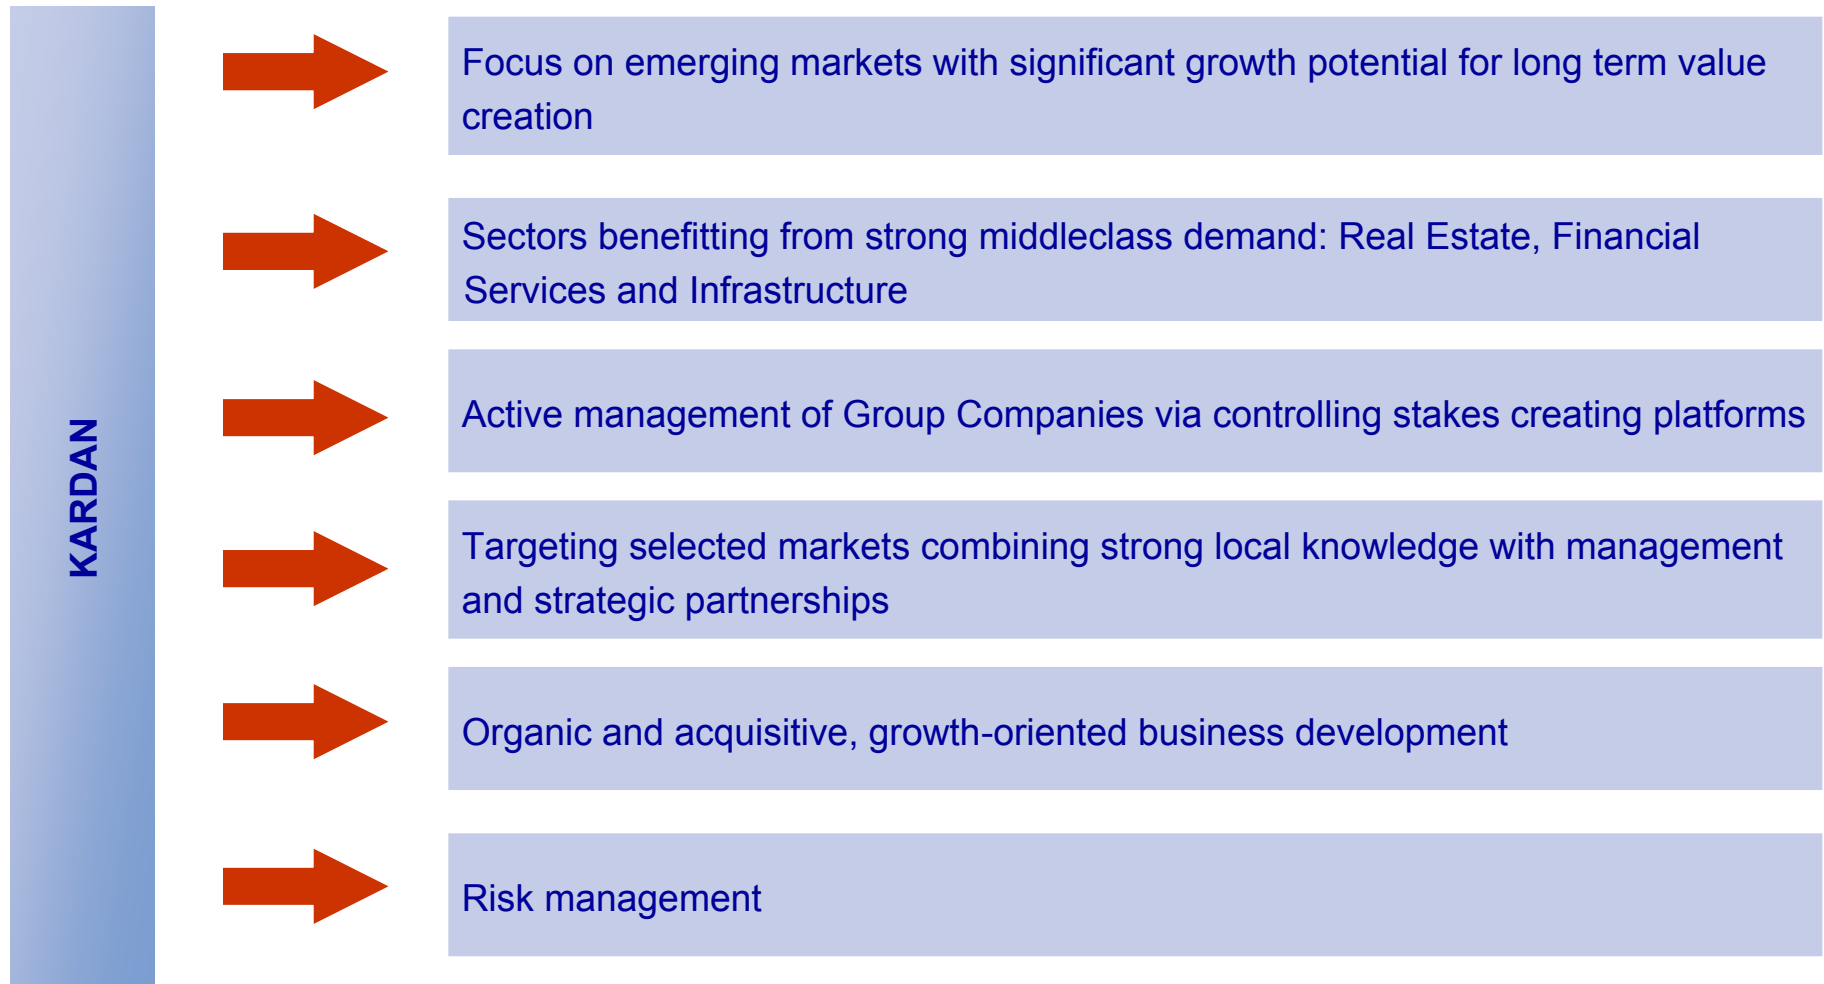 KARDAN
Focus on emerging markets with significant growth potential for long term value
creation
Sectors benefitting from strong middleclass demand: Real Estate, Financial
Services and Infrastructure
Active management of Group Companies via controlling stakes creating platforms
Targeting selected markets combining strong local knowledge with management
and strategic partnerships
Organic and acquisitive, growth-oriented business development
Risk management